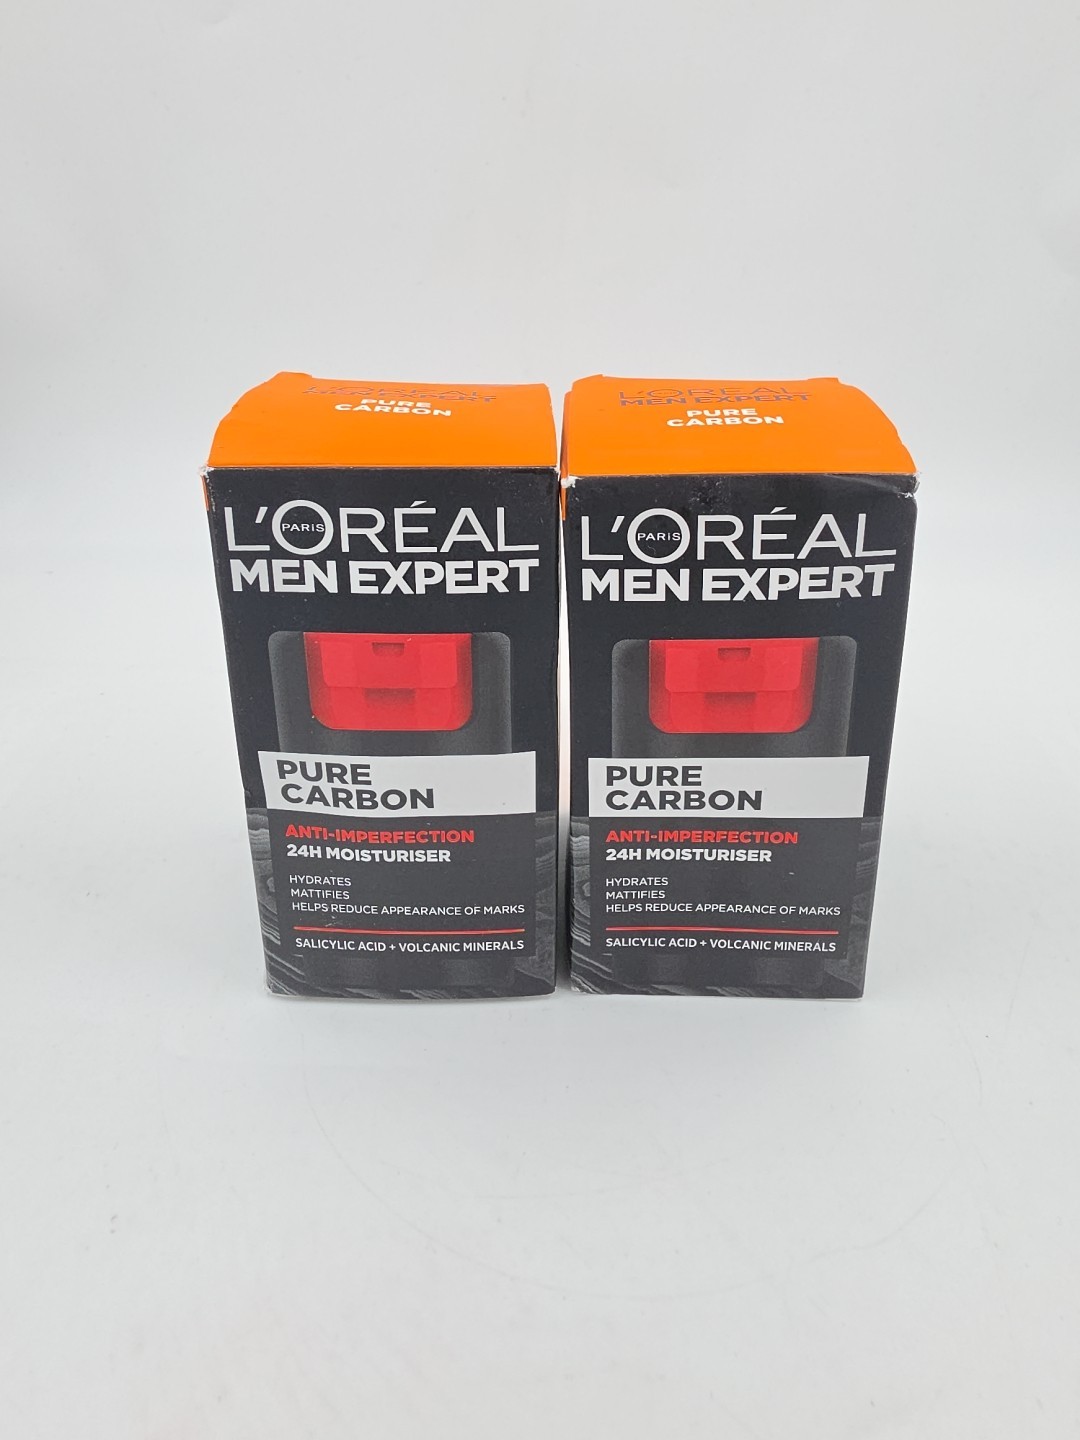 L'ORÉAL
MEN EXPERT
PURE
CARBON
L'ORÉAL
PARIS
MEN EXPERT
PURE
CARBON
ANTI-IMPERFECTION
24H MOISTURISER
HYDRATES
MATTIFIES
HELPS REDUCE APPEARANCE OF MARKS
SALICYLIC ACID + VOLCANIC MINERALS
L'ORÉAL
MEN EXPERT
PURE
CARBON
L'ORÉAL
PARIS
MEN EXPERT
PURE
CARBON
ANTI-IMPERFECTION
24H MOISTURISER
HYDRATES
MATTIFIES
HELPS REDUCE APPEARANCE OF MARKS
SALICYLIC ACID + VOLCANIC MINERALS